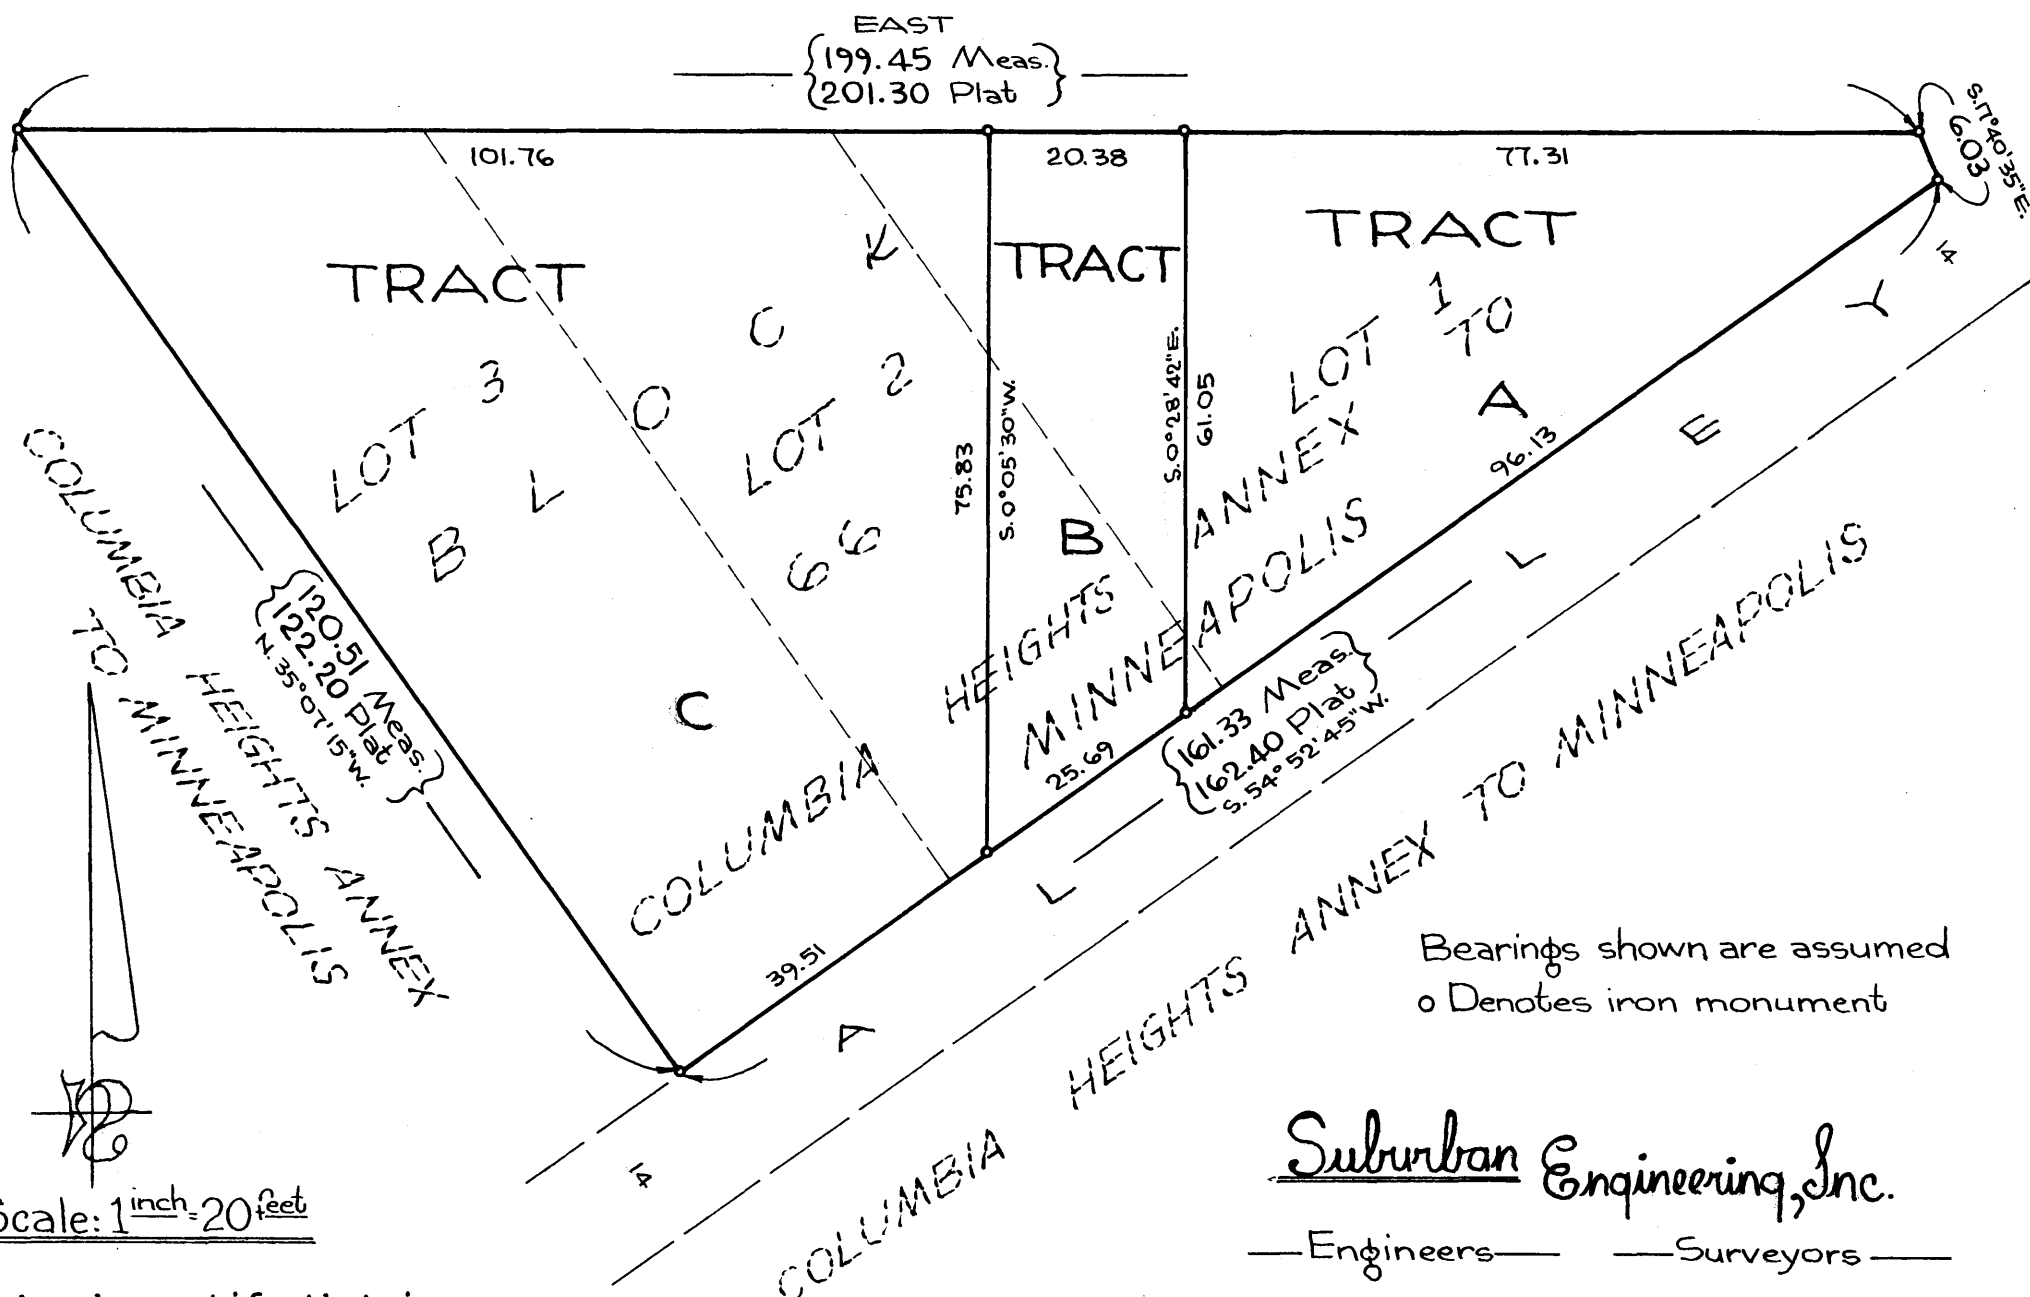 EAST
199.45 Meas.
201.30 Plat
S.17°40'35"E.
6.03
101.76
20.38
77.31
TRACT
TRACT
TRACT
C
B
A
LOT 3
LOT 2
LOT 1
BLOCK
66
COLUMBIA HEIGHTS ANNEX
TO
MINNEAPOLIS
75.83
S.0°05'30"W.
S.0°28'42"E.
61.05
96.13
25.69
39.51
120.51 Meas.
122.20 Plat
N.35°07'15"W.
161.33 Meas.
162.40 Plat
S.54°52'45"W.
14
14
ALLEY
COLUMBIA HEIGHTS ANNEX
TO MINNEAPOLIS
COLUMBIA HEIGHTS ANNEX TO MINNEAPOLIS
Bearings shown are assumed
o Denotes iron monument
Scale: 1 inch = 20 feet
Suburban Engineering, Inc.
Engineers Surveyors